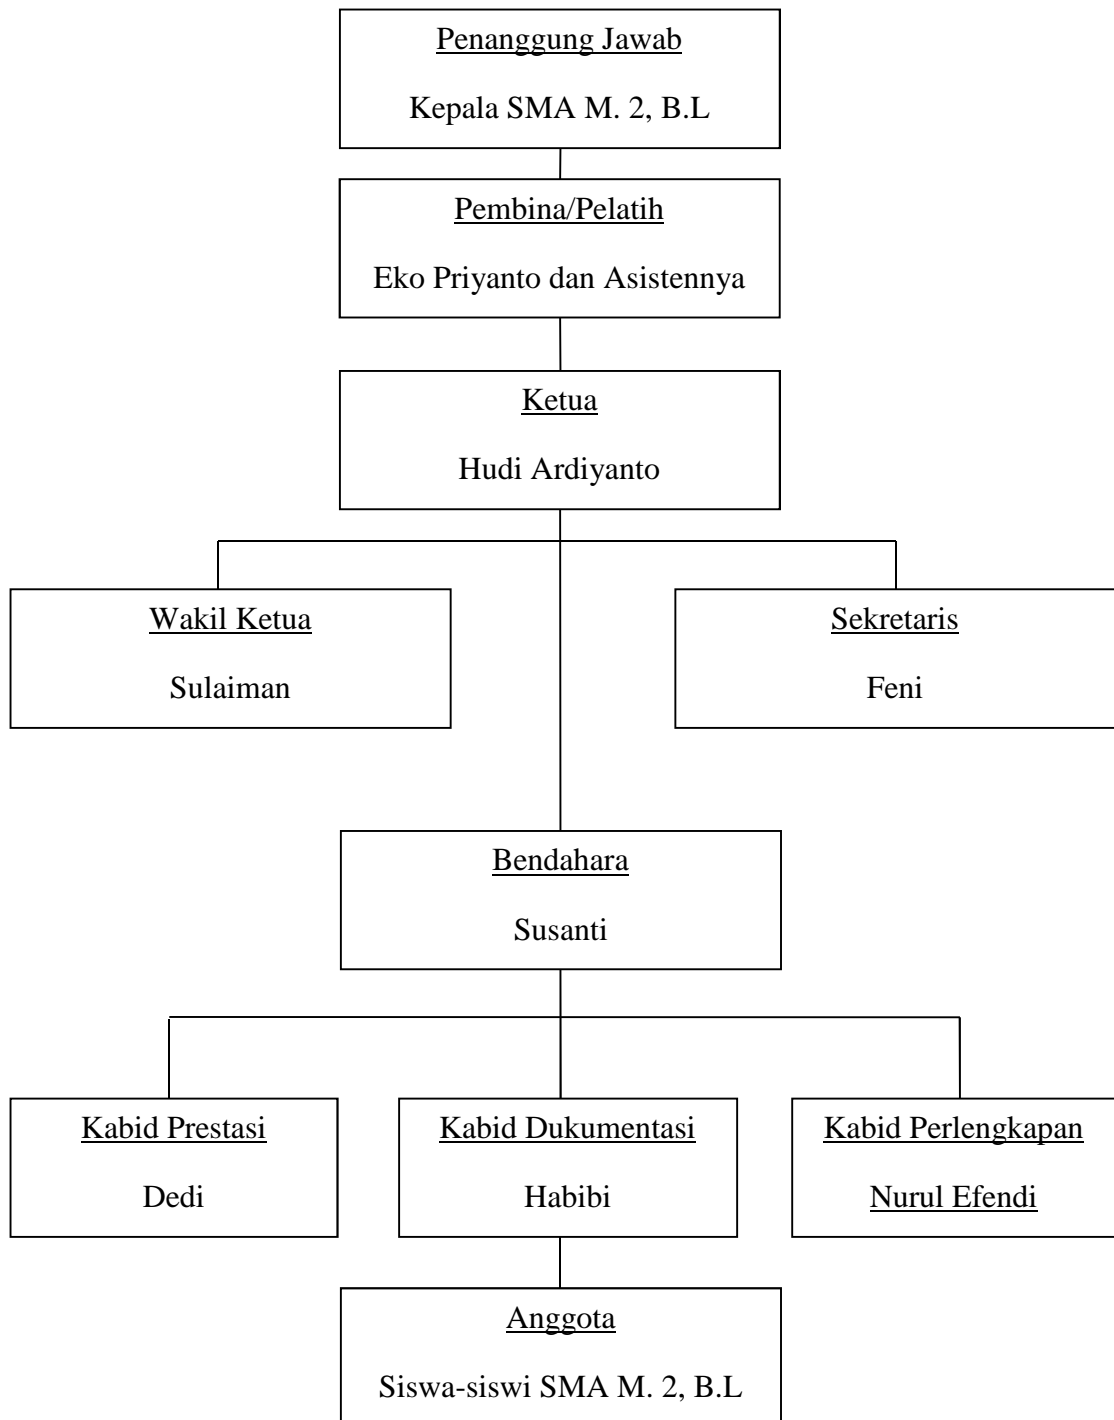 Penanggung Jawab
Kepala SMA M. 2, B.L
Pembina/Pelatih
Eko Priyanto dan Asistennya
Ketua
Hudi Ardiyanto
Wakil Ketua
Sulaiman
Sekretaris
Feni
Bendahara
Susanti
Kabid Prestasi
Dedi
Kabid Dukumentasi
Habibi
Kabid Perlengkapan
Nurul Efendi
Anggota
Siswa-siswi SMA M. 2, B.L